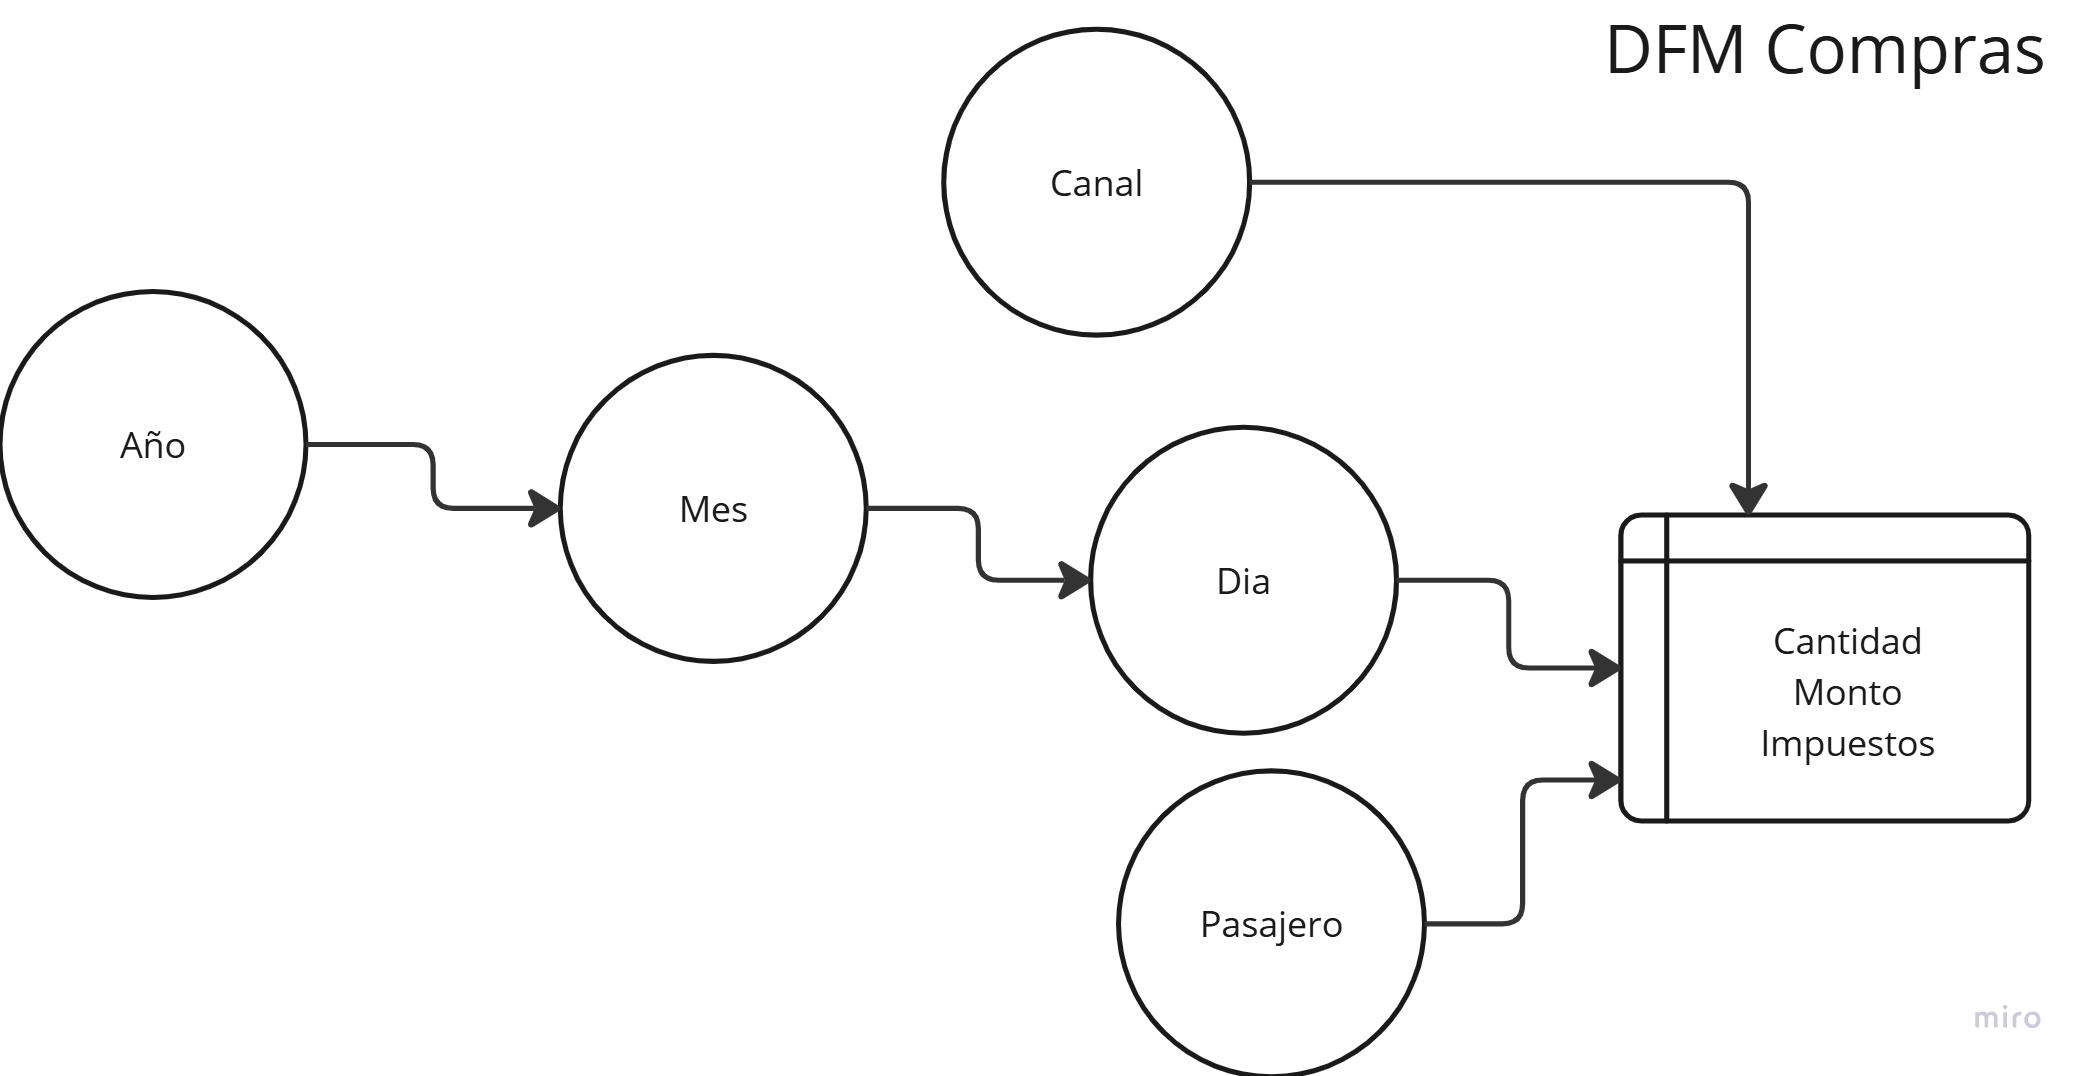 DFM Compras
Canal
Año
Mes
Dia
Cantidad
Monto
Impuestos
Pasajero
miro